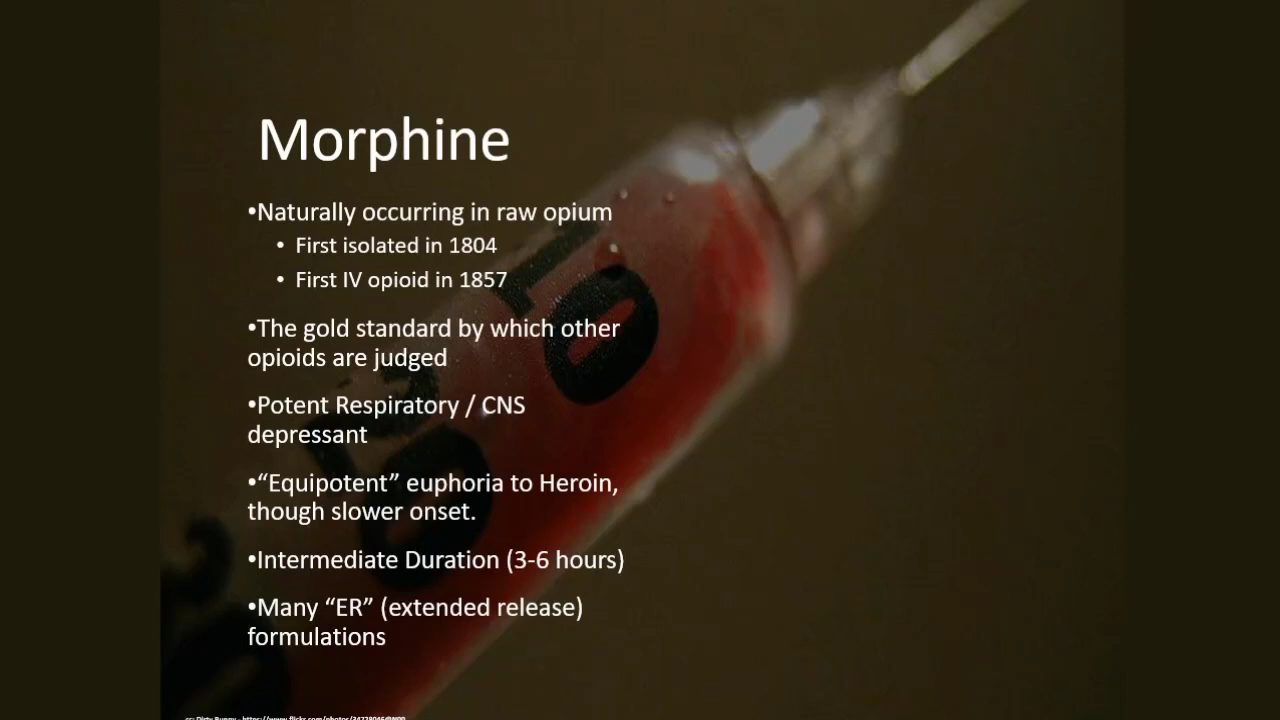 Morphine
•Naturally occurring in raw opium
• First isolated in 1804
• First IV opioid in 1857
•The gold standard by which other
opioids are judged
•Potent Respiratory / CNS
depressant
•“Equipotent” euphoria to Heroin,
though slower onset.
•Intermediate Duration (3-6 hours)
•Many “ER” (extended release)
formulations